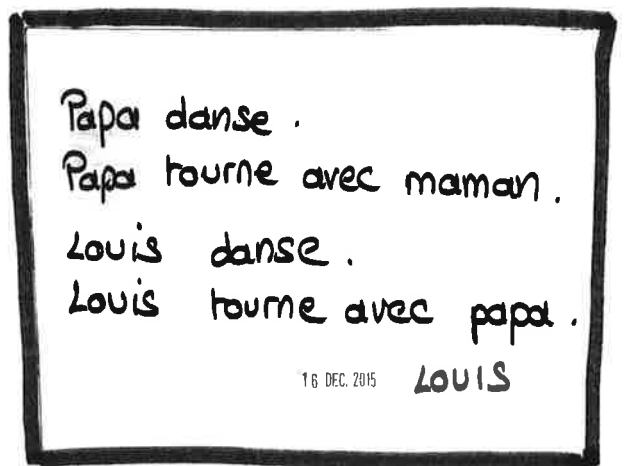 Papa danse.
Papa tourne avec maman.
Louis danse.
Louis tourne avec papa.
16 DEC. 2015 LOUIS